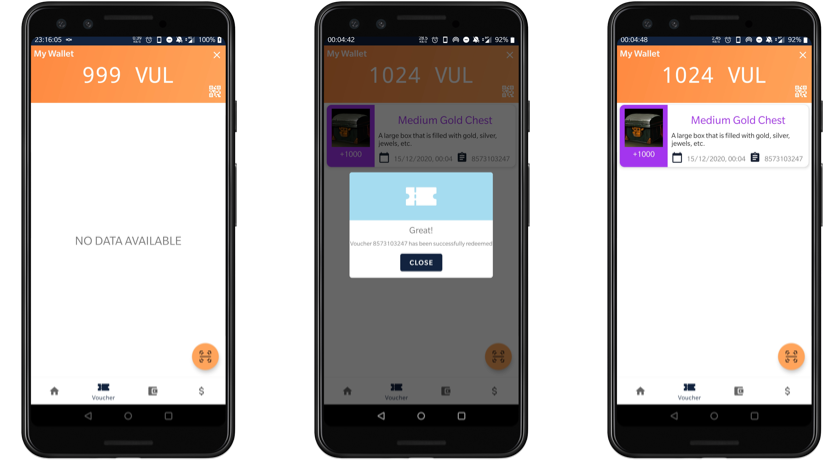 23:16:05
100%
My Wallet
999 VUL
NO DATA AVAILABLE
Voucher
00:04:42
92%
My Wallet
1024 VUL
Medium Gold Chest
A large box that is filled with gold, silver,
jewels, etc.
+1000
15/12/2020, 00:04
8573103247
Great!
Voucher 8573103247 has been successfully redeemed
CLOSE
Voucher
00:04:48
92%
My Wallet
1024 VUL
Medium Gold Chest
A large box that is filled with gold, silver,
jewels, etc.
+1000
15/12/2020, 00:04
8573103247
Voucher